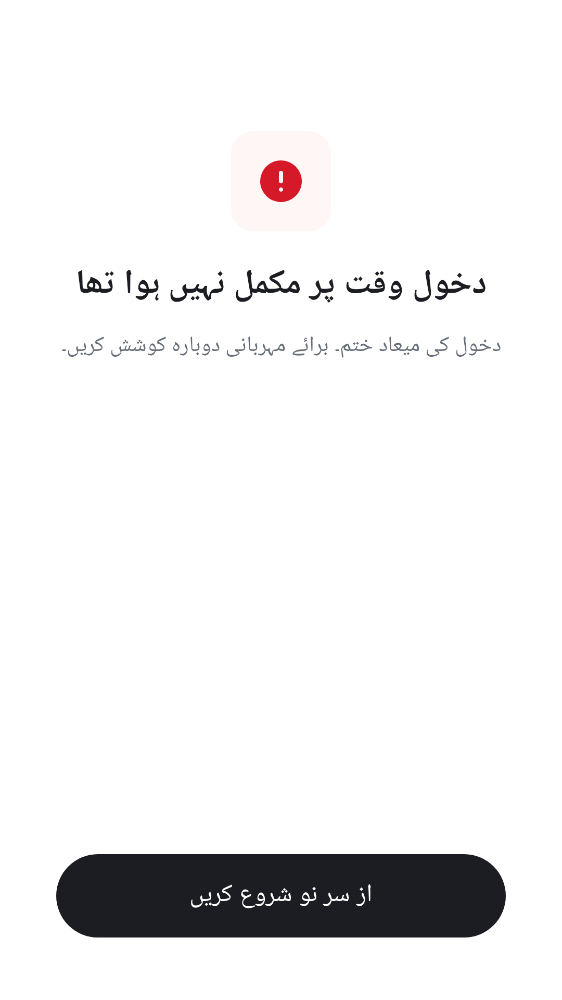 دخول وقت پر مکمل نہیں ہوا تھا
دخول کی میعاد ختم۔ برائے مہربانی دوبارہ کوشش کریں۔
از سر نو شروع کریں